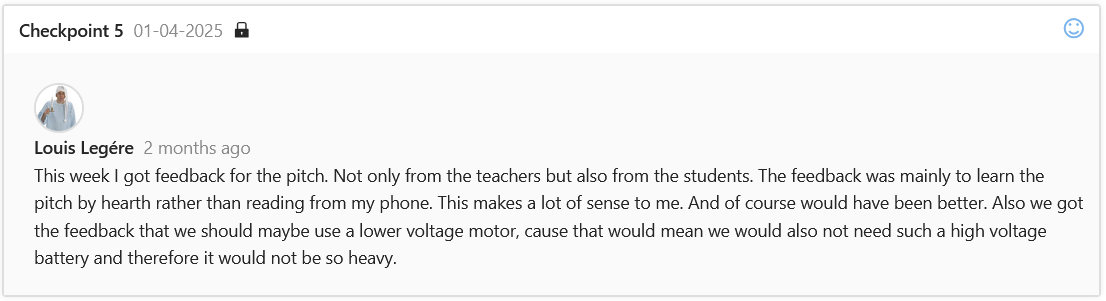 Checkpoint 5 01-04-2025
Louis Legére 2 months ago
This week I got feedback for the pitch. Not only from the teachers but also from the students. The feedback was mainly to learn the
pitch by hearth rather than reading from my phone. This makes a lot of sense to me. And of course would have been better. Also we got
the feedback that we should maybe use a lower voltage motor, cause that would mean we would also not need such a high voltage
battery and therefore it would not be so heavy.